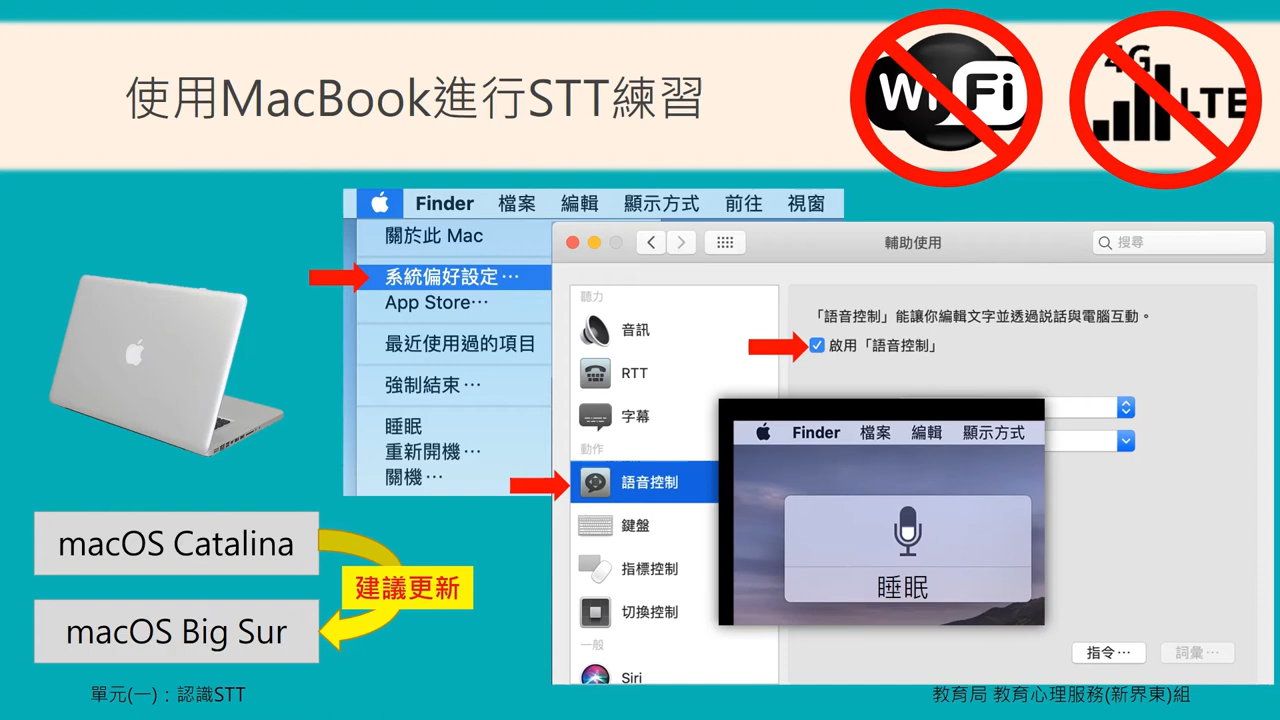 使用MacBook進行STT練習
WiFi
4G
LTE
Finder 檔案 編輯 顯示方式 前往 視窗
關於此 Mac
系統偏好設定⋯
App Store⋯
最近使用過的項目
強制結束⋯
睡眠
重新開機⋯
關機⋯
輔助使用
搜尋
聽力
音訊
RTT
字幕
動作
語音控制
鍵盤
指標控制
切換控制
一般
Siri
「語音控制」能讓你編輯文字並透過說話與電腦互動。
啟用「語音控制」
Finder 檔案 編輯 顯示方式
睡眠
指令⋯
詞彙⋯
macOS Catalina
建議更新
macOS Big Sur
單元(一)：認識STT
教育局 教育心理服務(新界東)組